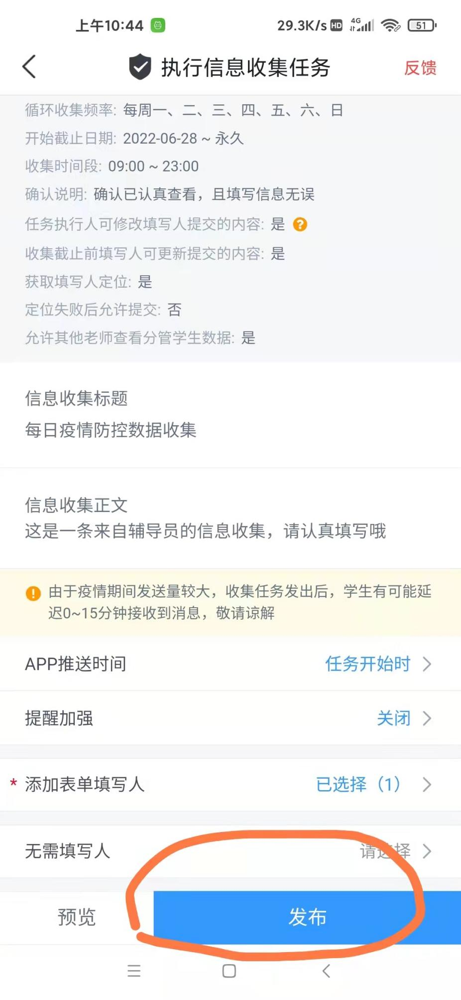 上午10:44 29.3K/s HD 4G 51
执行信息收集任务 反馈
循环收集频率: 每周一、二、三、四、五、六、日
开始截止日期: 2022-06-28 ~ 永久
收集时间段: 09:00 ~ 23:00
确认说明: 确认已认真查看，且填写信息无误
任务执行人可修改填写人提交的内容: 是 ?
收集截止前填写人可更新提交的内容: 是
获取填写人定位: 是
定位失败后允许提交: 否
允许其他老师查看分管学生数据: 是
信息收集标题
每日疫情防控数据收集
信息收集正文
这是一条来自辅导员的信息收集，请认真填写哦
由于疫情期间发送量较大，收集任务发出后，学生有可能延
迟0~15分钟接收到消息，敬请谅解
APP推送时间 任务开始时
提醒加强 关闭
* 添加表单填写人 已选择（1）
无需填写人 请选择
预览 发布